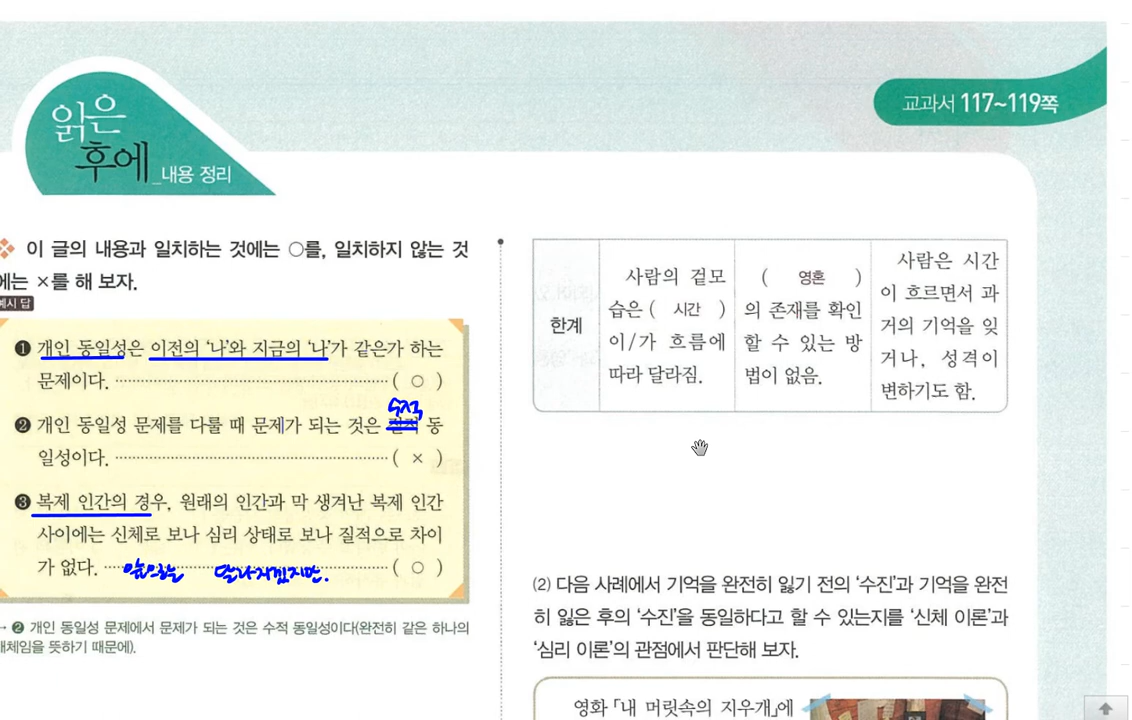 읽은
후에_내용 정리
교과서 117~119쪽
이 글의 내용과 일치하는 것에는 ○를, 일치하지 않는 것
에는 ×를 해 보자.
예시 답
❶ 개인 동일성은 이전의 '나'와 지금의 '나'가 같은가 하는
문제이다. ( ○ )
수적
❷ 개인 동일성 문제를 다룰 때 문제가 되는 것은 질적 동
일성이다. ( × )
❸ 복제 인간의 경우, 원래의 인간과 막 생겨난 복제 인간
사이에는 신체로 보나 심리 상태로 보나 질적으로 차이
가 없다. ( ○ )
달라지겠지만.
→ ❷ 개인 동일성 문제에서 문제가 되는 것은 수적 동일성이다(완전히 같은 하나의
개체임을 뜻하기 때문에).
한계
사람의 겉모
습은 ( 시간 )
이/가 흐름에
따라 달라짐.
( 영혼 )
의 존재를 확인
할 수 있는 방
법이 없음.
사람은 시간
이 흐르면서 과
거의 기억을 잊
거나, 성격이
변하기도 함.
(2) 다음 사례에서 기억을 완전히 잃기 전의 '수진'과 기억을 완전
히 잃은 후의 '수진'을 동일하다고 할 수 있는지를 '신체 이론'과
'심리 이론'의 관점에서 판단해 보자.
영화 「내 머릿속의 지우개」에